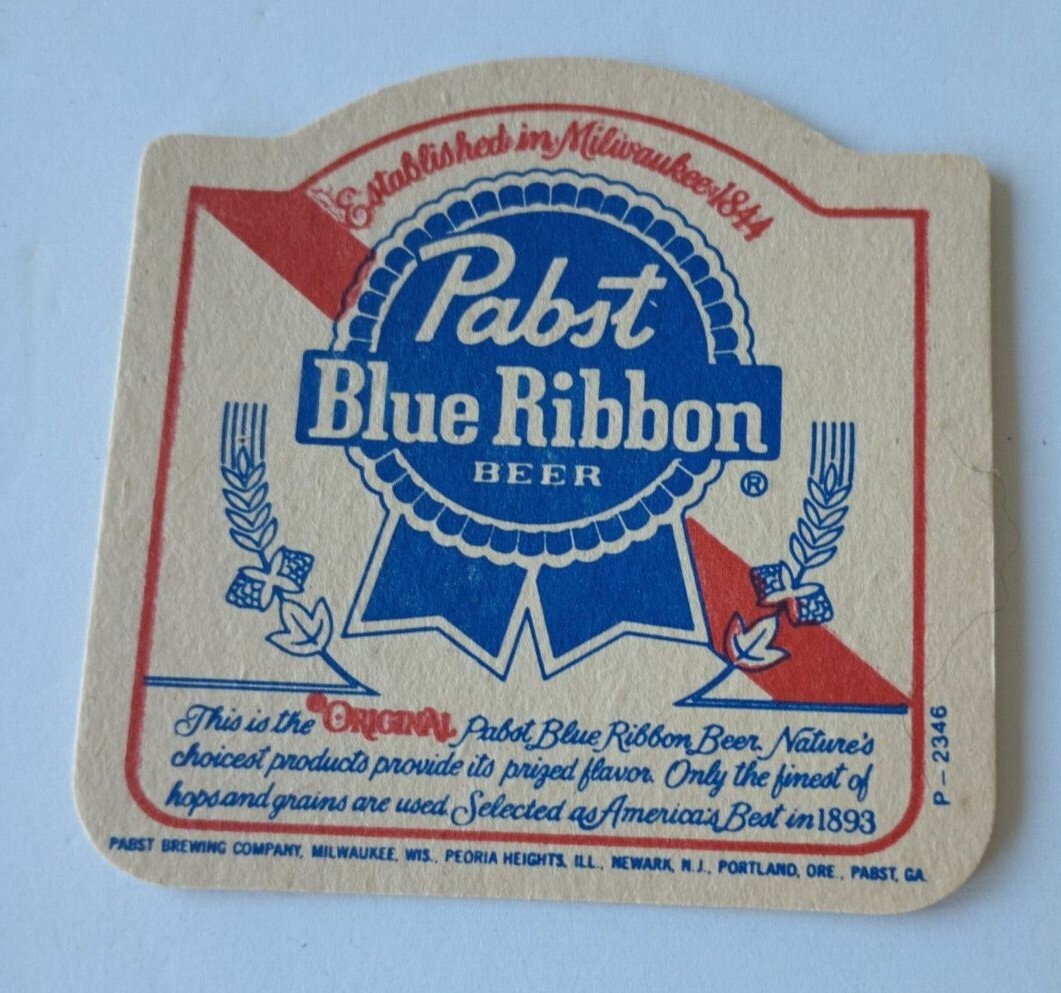 Established in Milwaukee 1844
Pabst
Blue Ribbon
BEER
®
This is the ORIGINAL Pabst Blue Ribbon Beer. Nature's
choicest products provide its prized flavor. Only the finest of
hops and grains are used. Selected as America's Best in 1893
P-2346
PABST BREWING COMPANY, MILWAUKEE, WIS., PEORIA HEIGHTS, ILL., NEWARK, N.J., PORTLAND, ORE., PABST, GA.